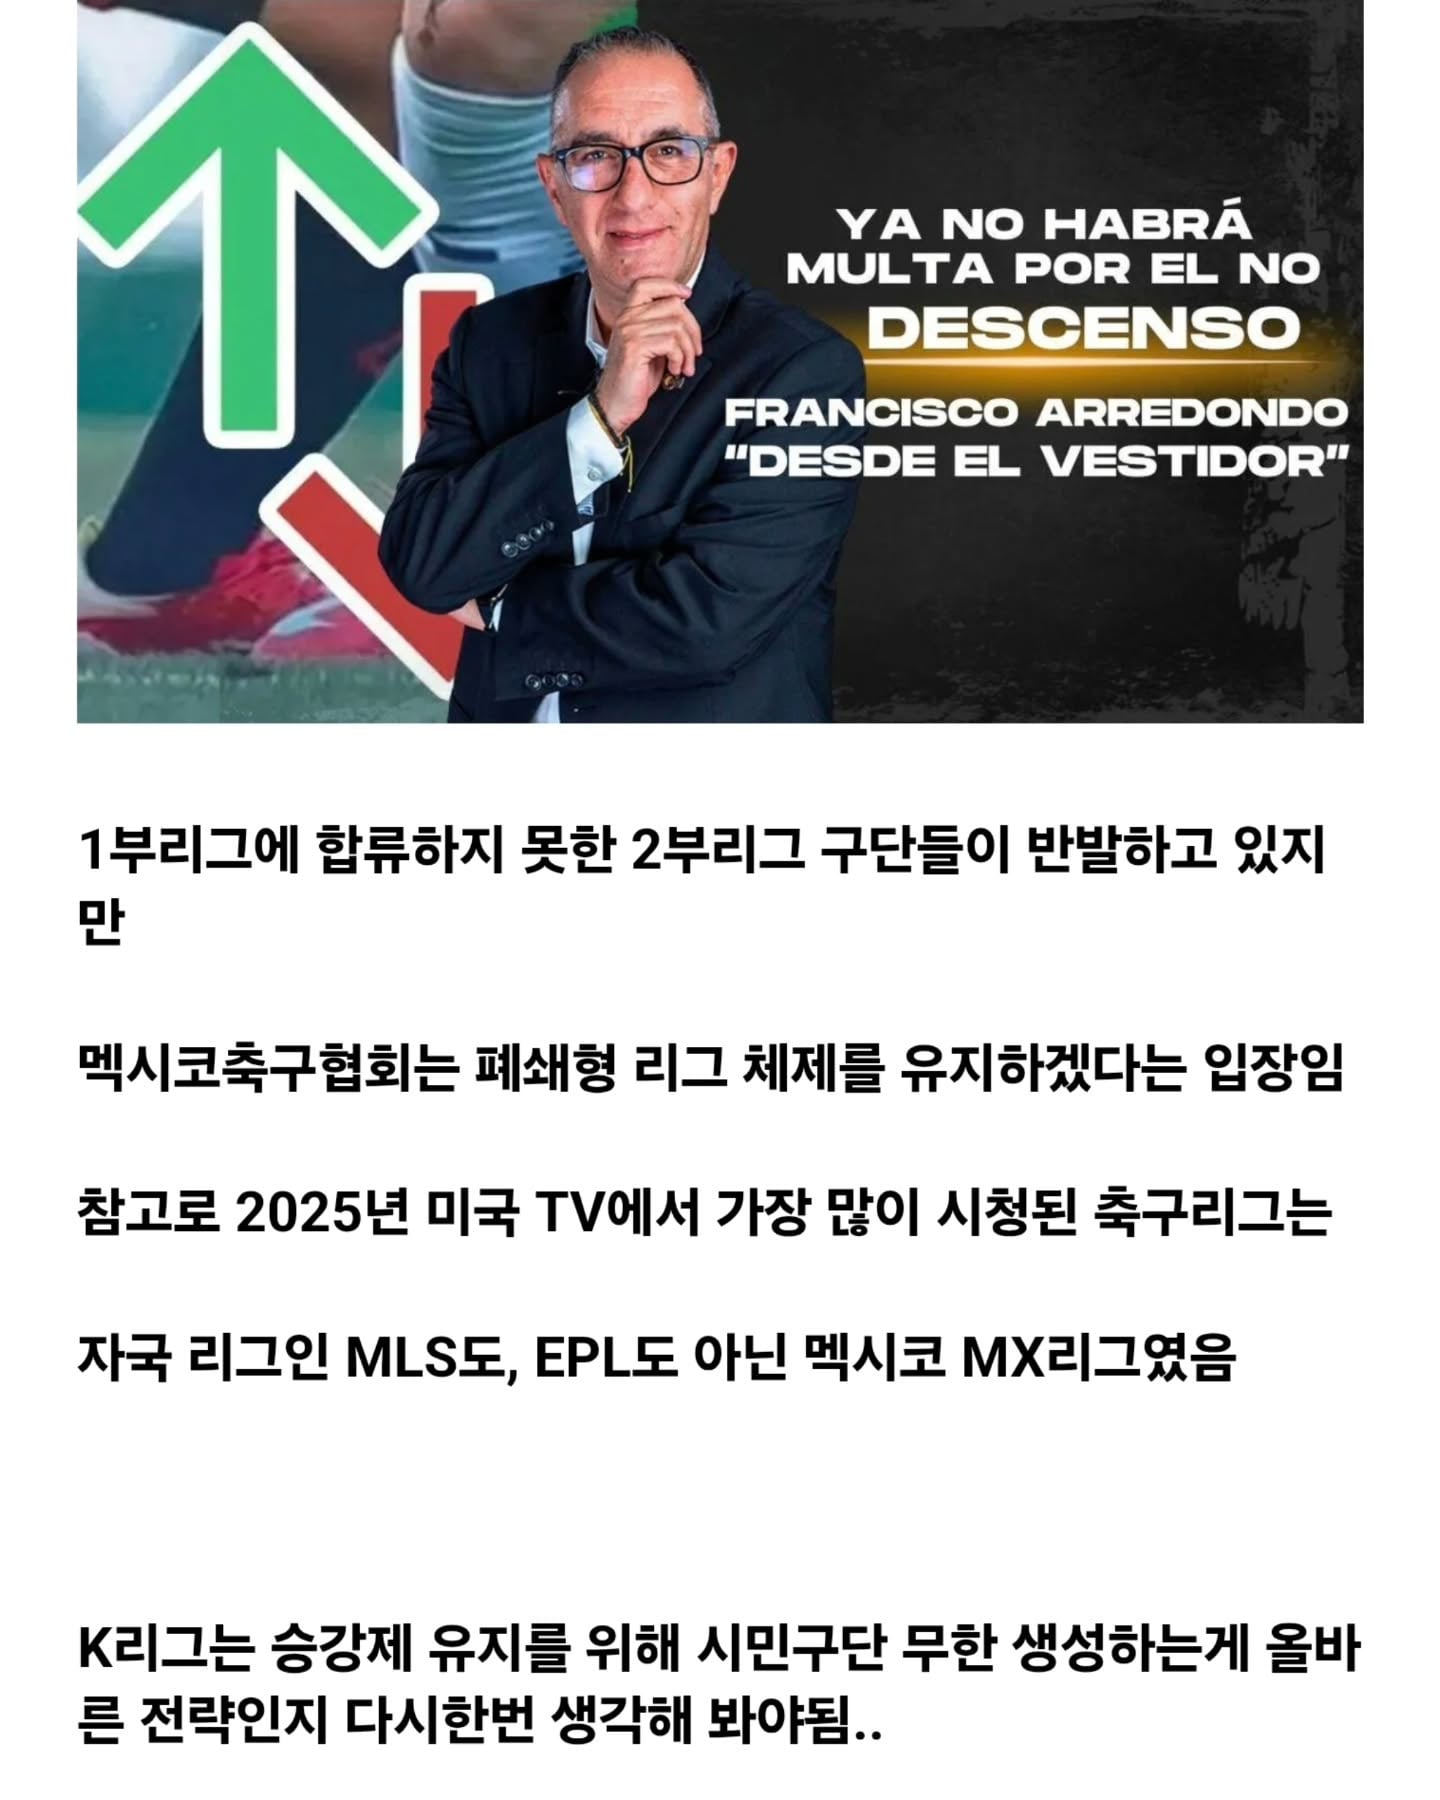 YA NO HABRÁ
MULTA POR EL NO
DESCENSO
FRANCISCO ARREDONDO
"DESDE EL VESTIDOR"
1부리그에 합류하지 못한 2부리그 구단들이 반발하고 있지
만
멕시코축구협회는 폐쇄형 리그 체제를 유지하겠다는 입장임
참고로 2025년 미국 TV에서 가장 많이 시청된 축구리그는
자국 리그인 MLS도, EPL도 아닌 멕시코 MX리그였음
K리그는 승강제 유지를 위해 시민구단 무한 생성하는게 올바
른 전략인지 다시한번 생각해 봐야됨..